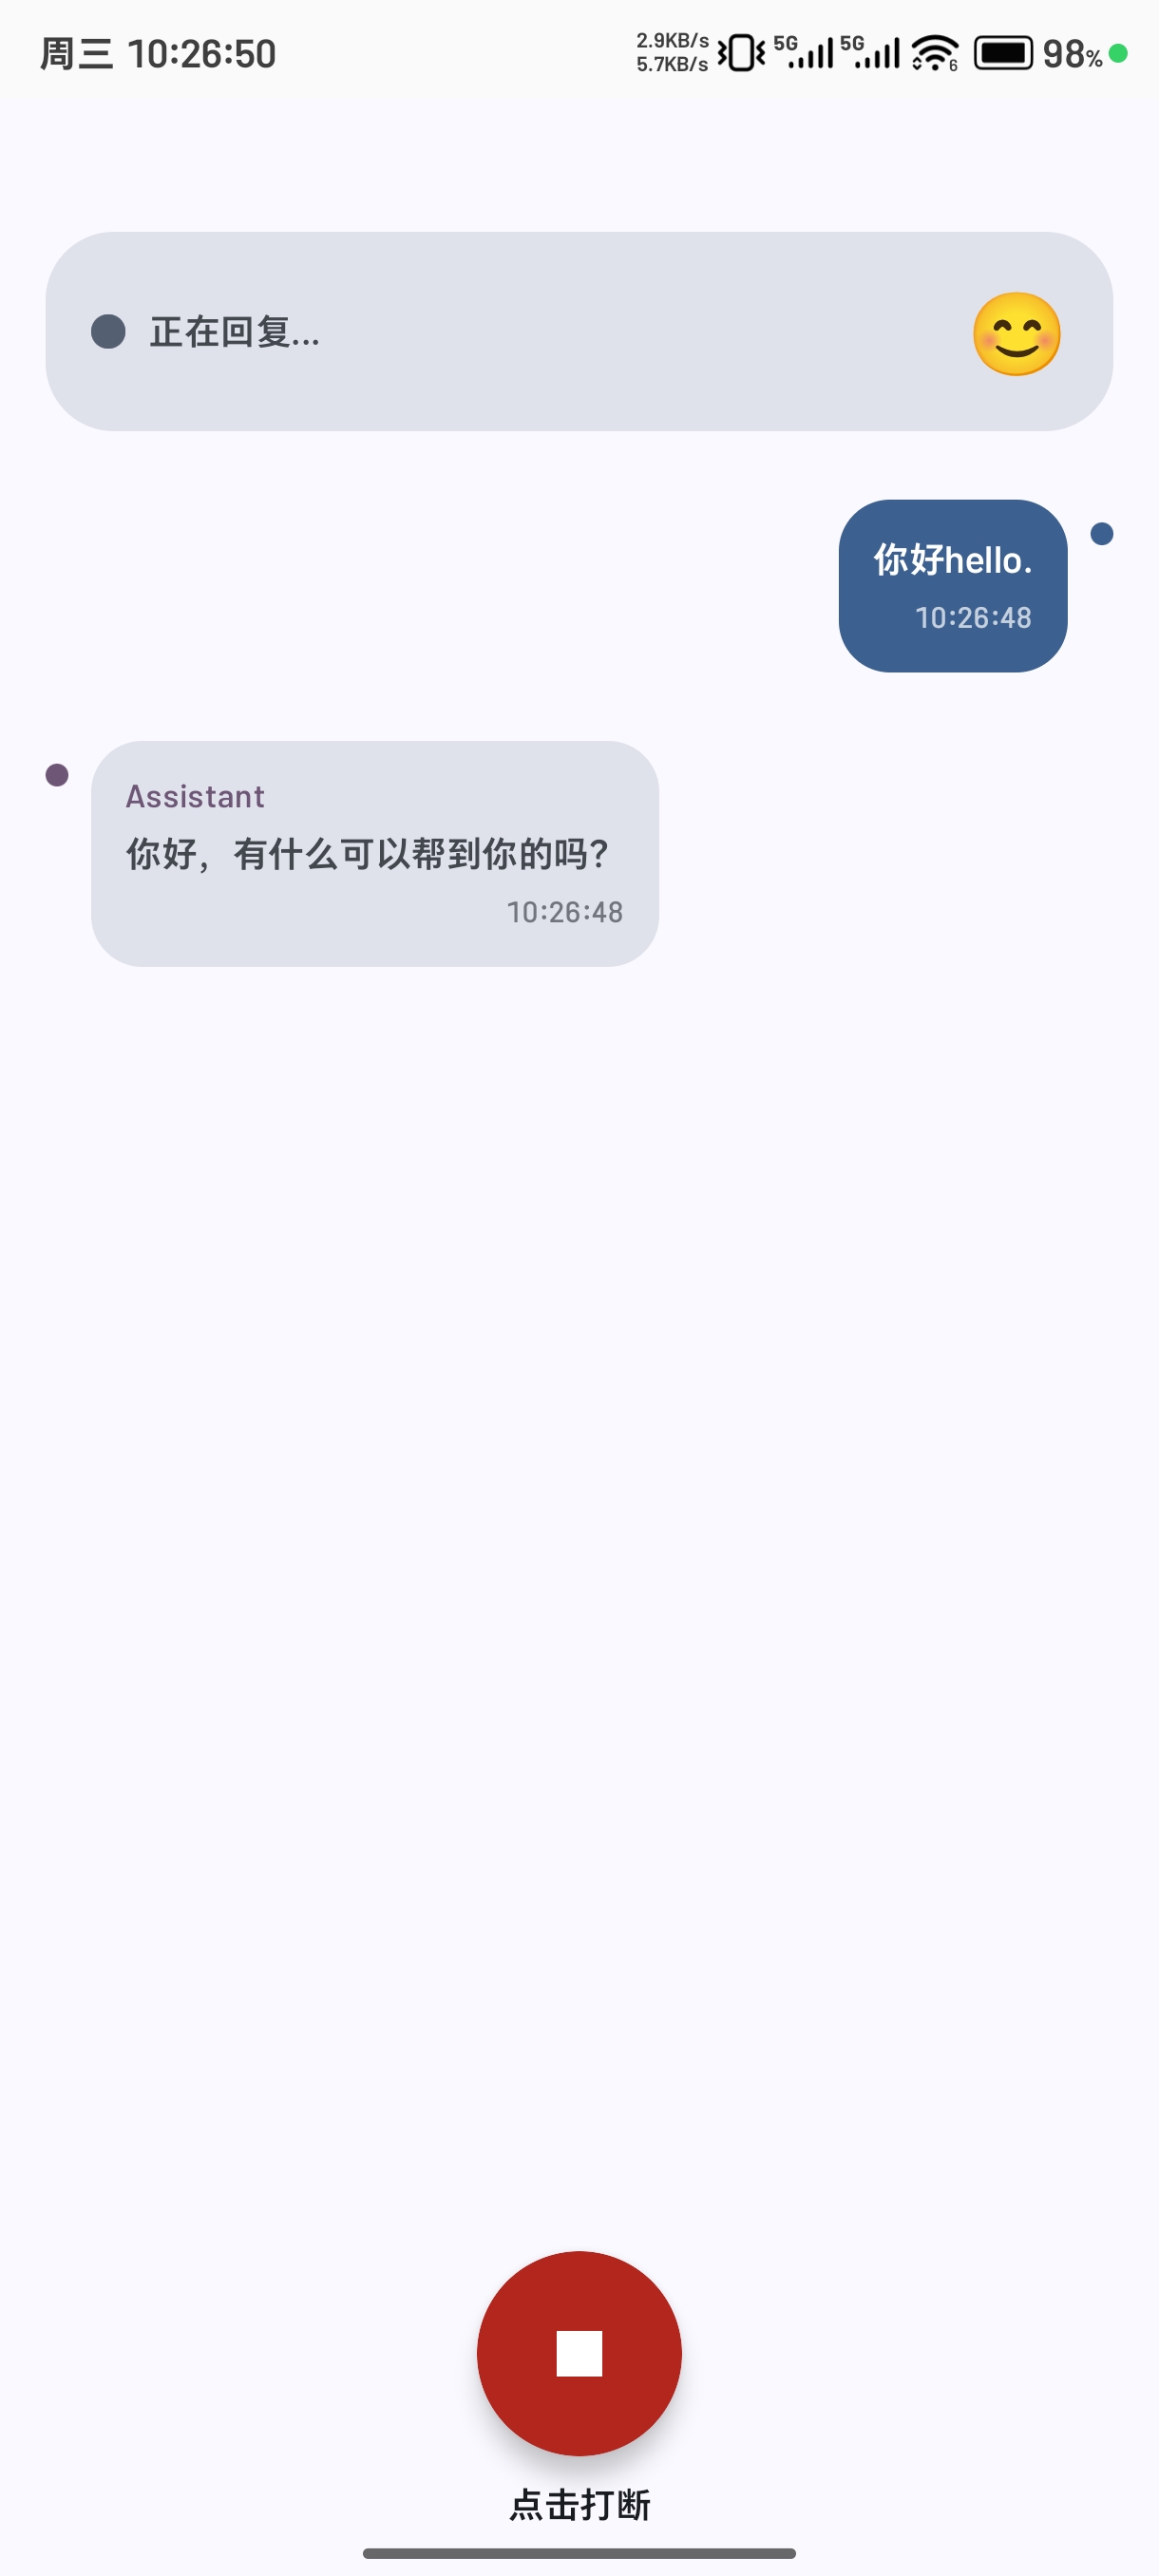 周三 10:26:50
2.9KB/s
5.7KB/s
5G 5G 6 98%
正在回复...
你好hello.
10:26:48
Assistant
你好，有什么可以帮到你的吗？
10:26:48
点击打断